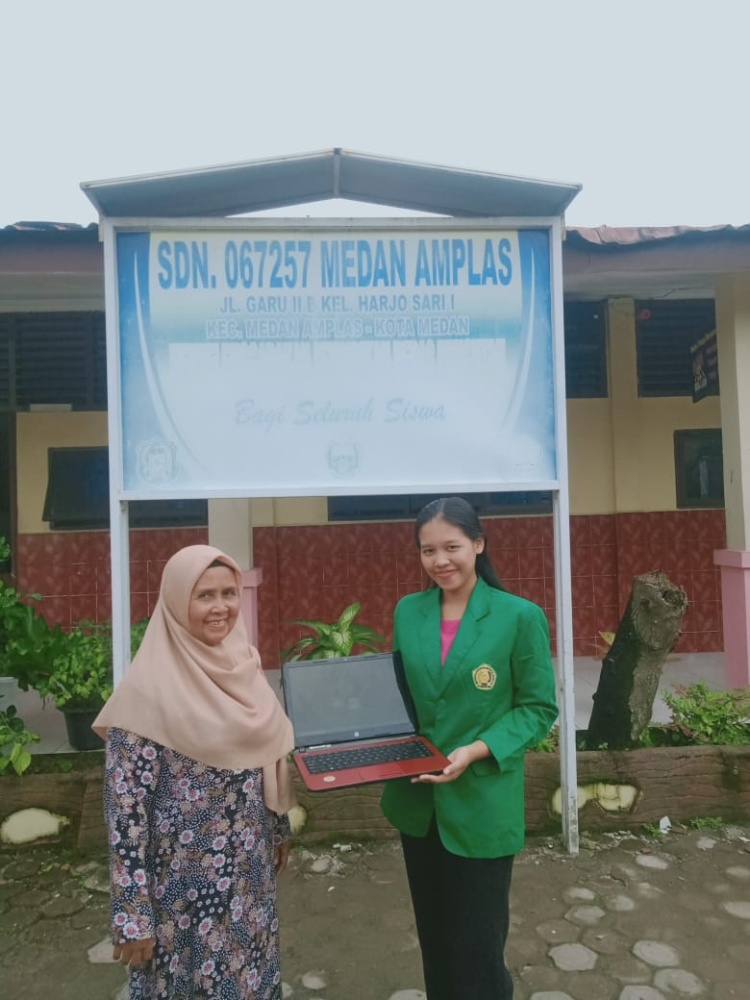 SDN. 067257 MEDAN AMPLAS
JL. GARU II B KEL. HARJO SARI I
KEC. MEDAN AMPLAS - KOTA MEDAN
Bagi Seluruh Siswa